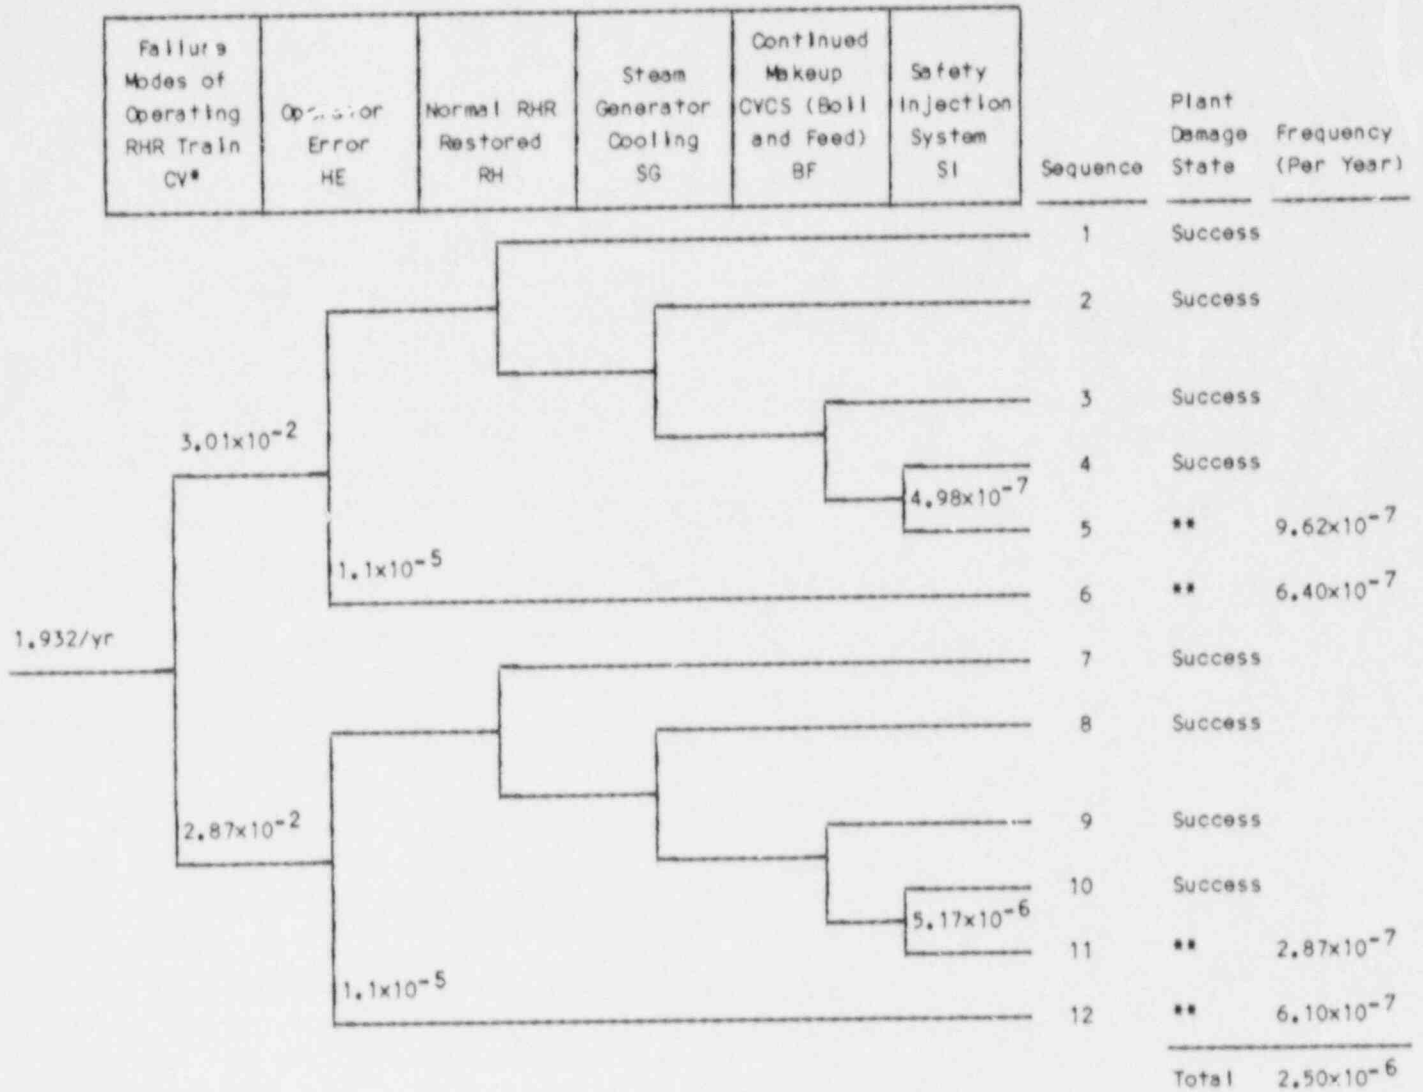 Failure Modes of Operating RHR Train CV*
Operator Error HE
Normal RHR Restored RH
Steam Generator Cooling SG
Continued Makeup CVCS (Boil and Feed) BF
Safety Injection System SI
Sequence
Plant Damage State
Frequency (Per Year)
1 Success
2 Success
3 Success
3.01x10⁻²
4 Success
4.98x10⁻⁷
5 ** 9.62x10⁻⁷
1.1x10⁻⁵
6 ** 6.40x10⁻⁷
1.932/yr
7 Success
8 Success
2.87x10⁻²
9 Success
10 Success
5.17x10⁻⁶
11 ** 2.87x10⁻⁷
1.1x10⁻⁵
12 ** 6.10x10⁻⁷
Total 2.50x10⁻⁶